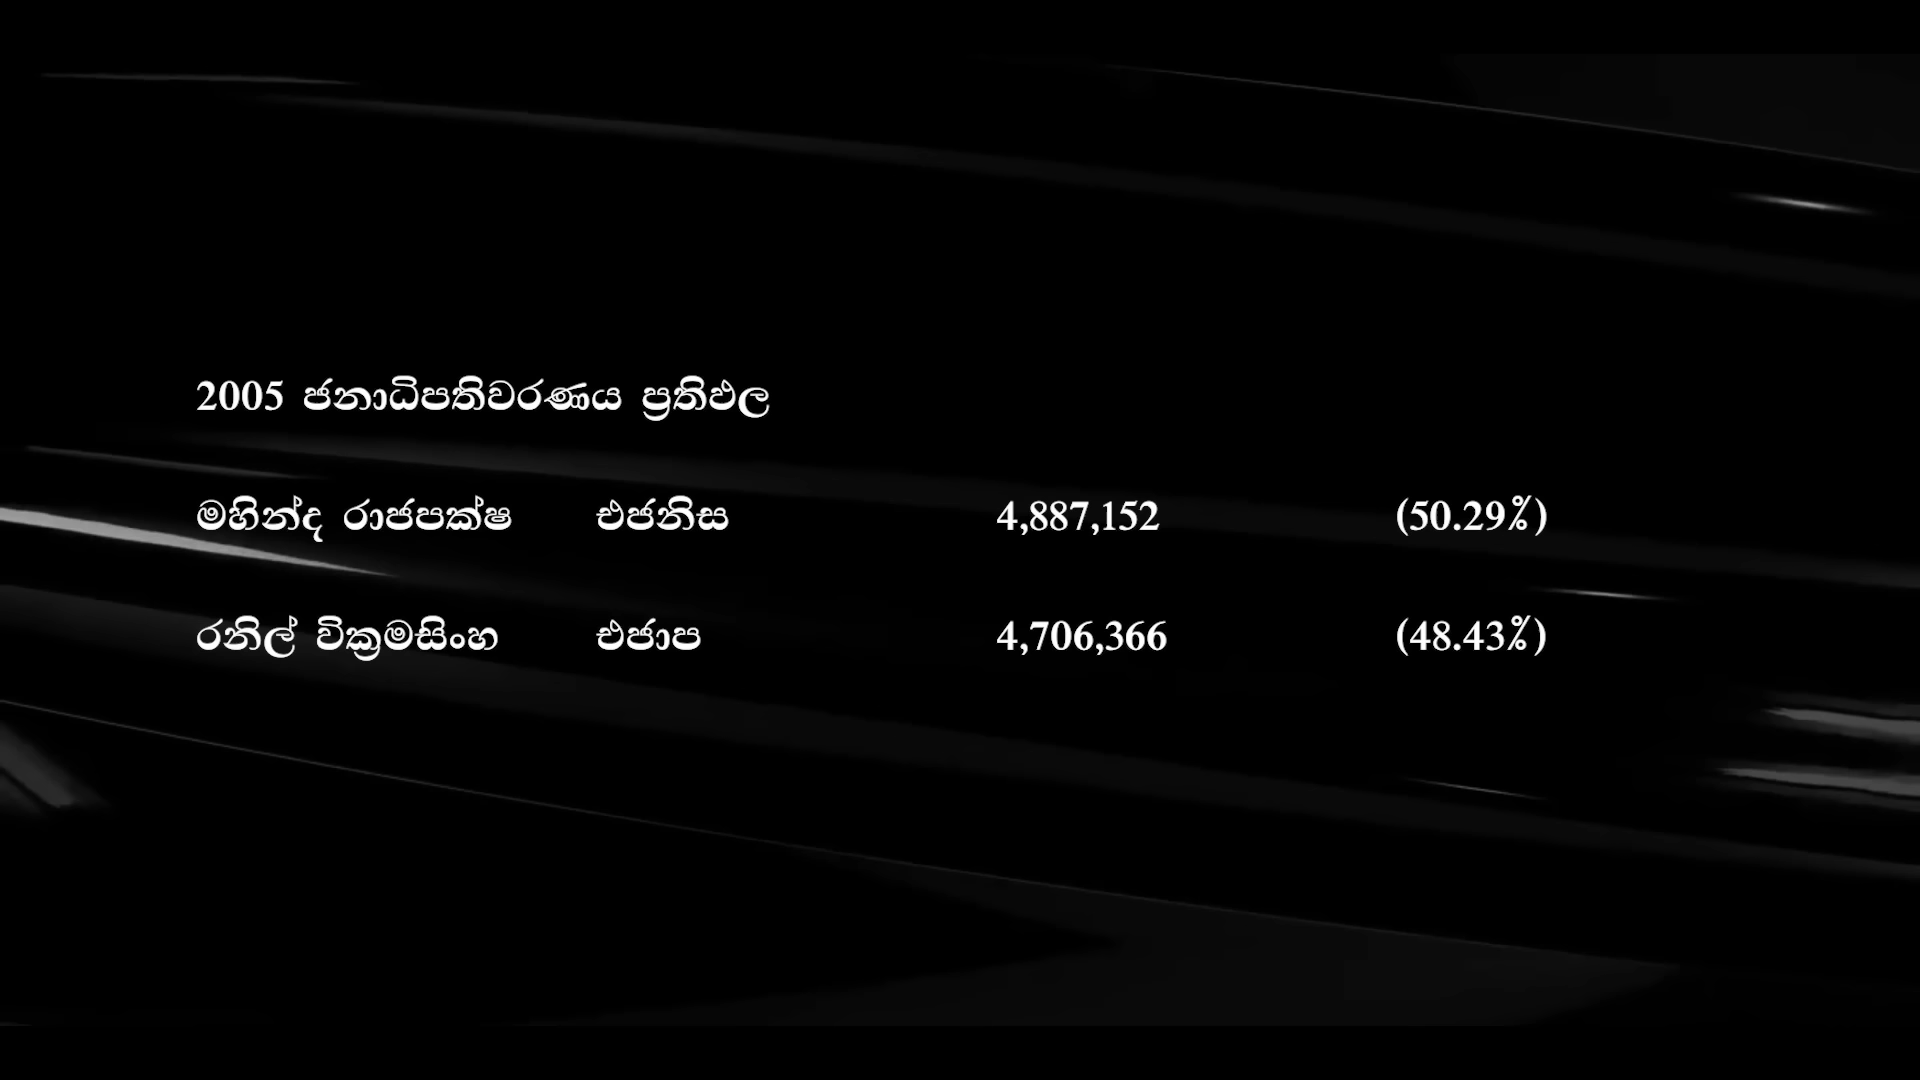 2005 ජනාධිපතිවරණය ප්‍රතිඵල
මහින්ද රාජපක්ෂ එජනිස 4,887,152 (50.29%)
රනිල් වික්‍රමසිංහ එජාප 4,706,366 (48.43%)